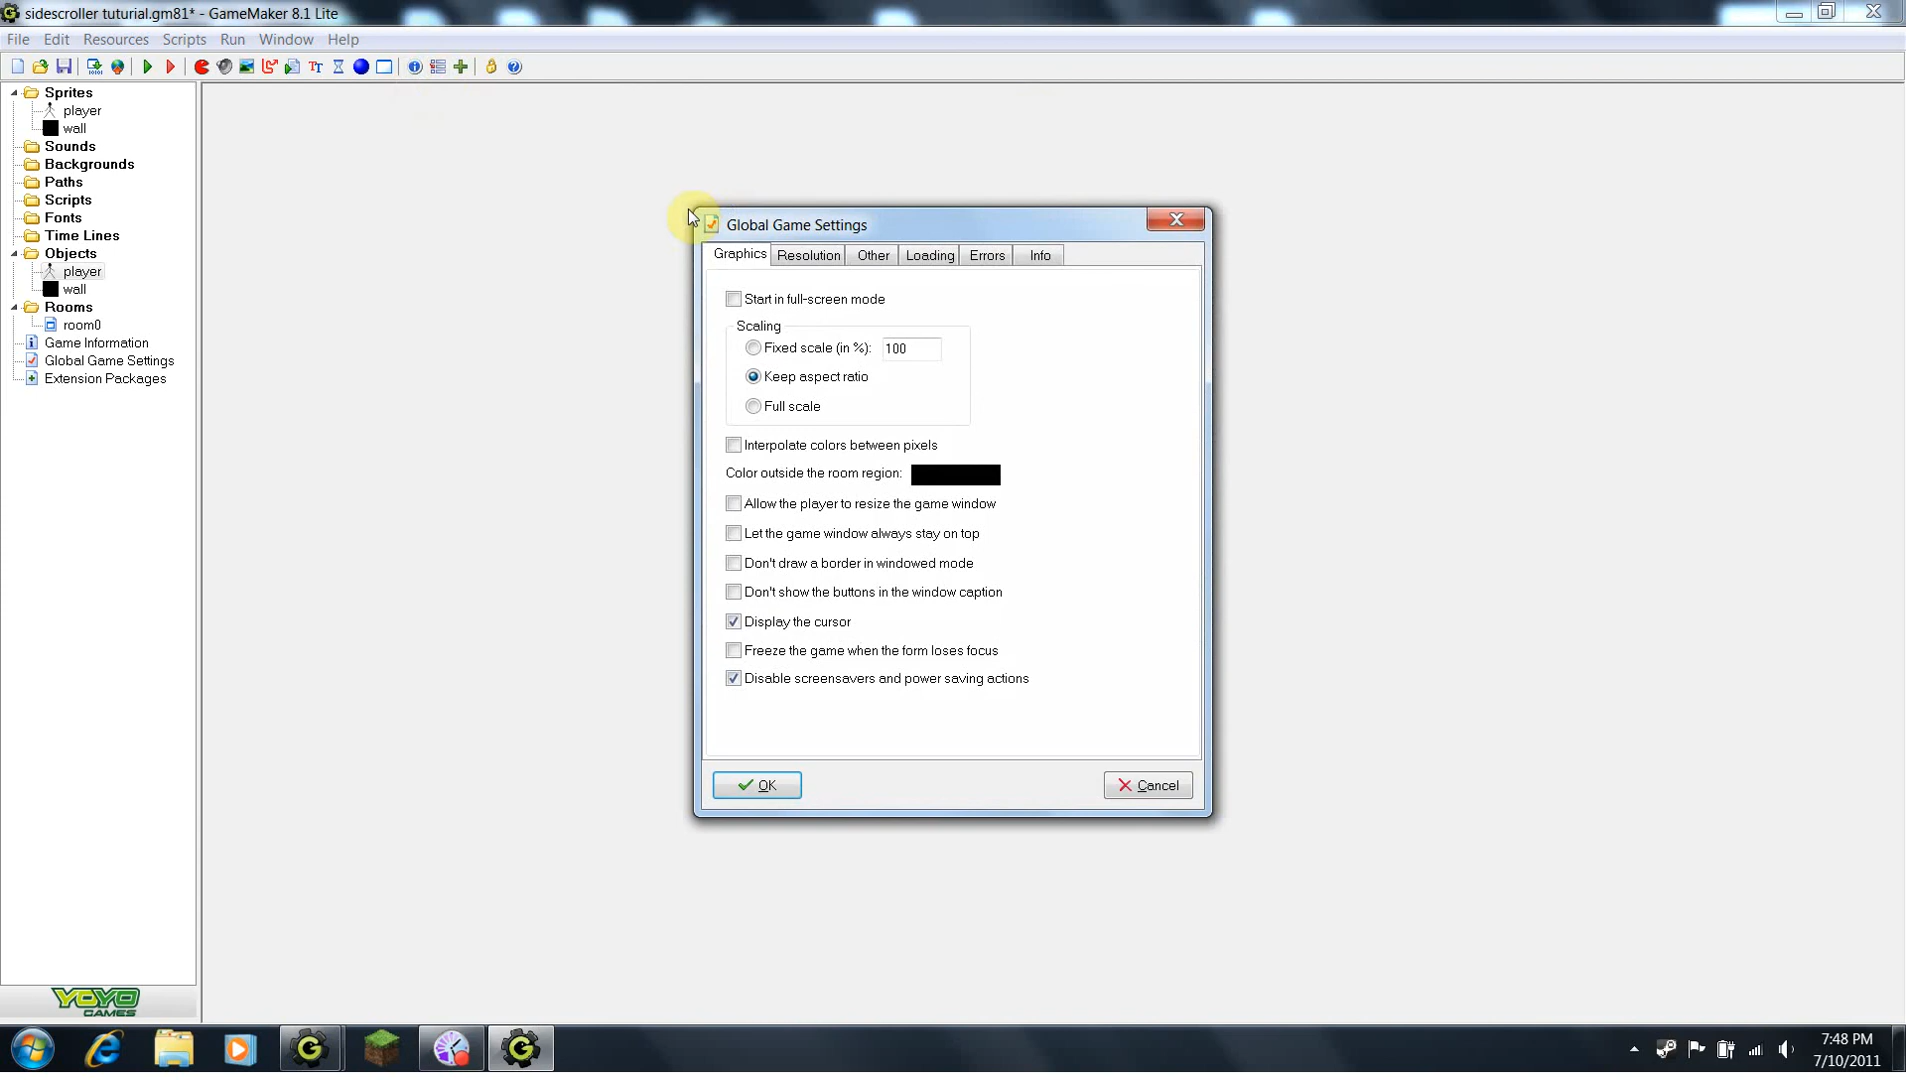 sidescroller tuturial.gm81* - GameMaker 8.1 Lite
File Edit Resources Scripts Run Window Help
Sprites
player
wall
Sounds
Backgrounds
Paths
Scripts
Fonts
Time Lines
Objects
player
wall
Rooms
room0
Game Information
Global Game Settings
Extension Packages
Global Game Settings
Graphics Resolution Other Loading Errors Info
Start in full-screen mode
Scaling
Fixed scale (in %): 100
Keep aspect ratio
Full scale
Interpolate colors between pixels
Color outside the room region:
Allow the player to resize the game window
Let the game window always stay on top
Don't draw a border in windowed mode
Don't show the buttons in the window caption
Display the cursor
Freeze the game when the form loses focus
Disable screensavers and power saving actions
OK Cancel
YOYO
GAMES
7:48 PM
7/10/2011